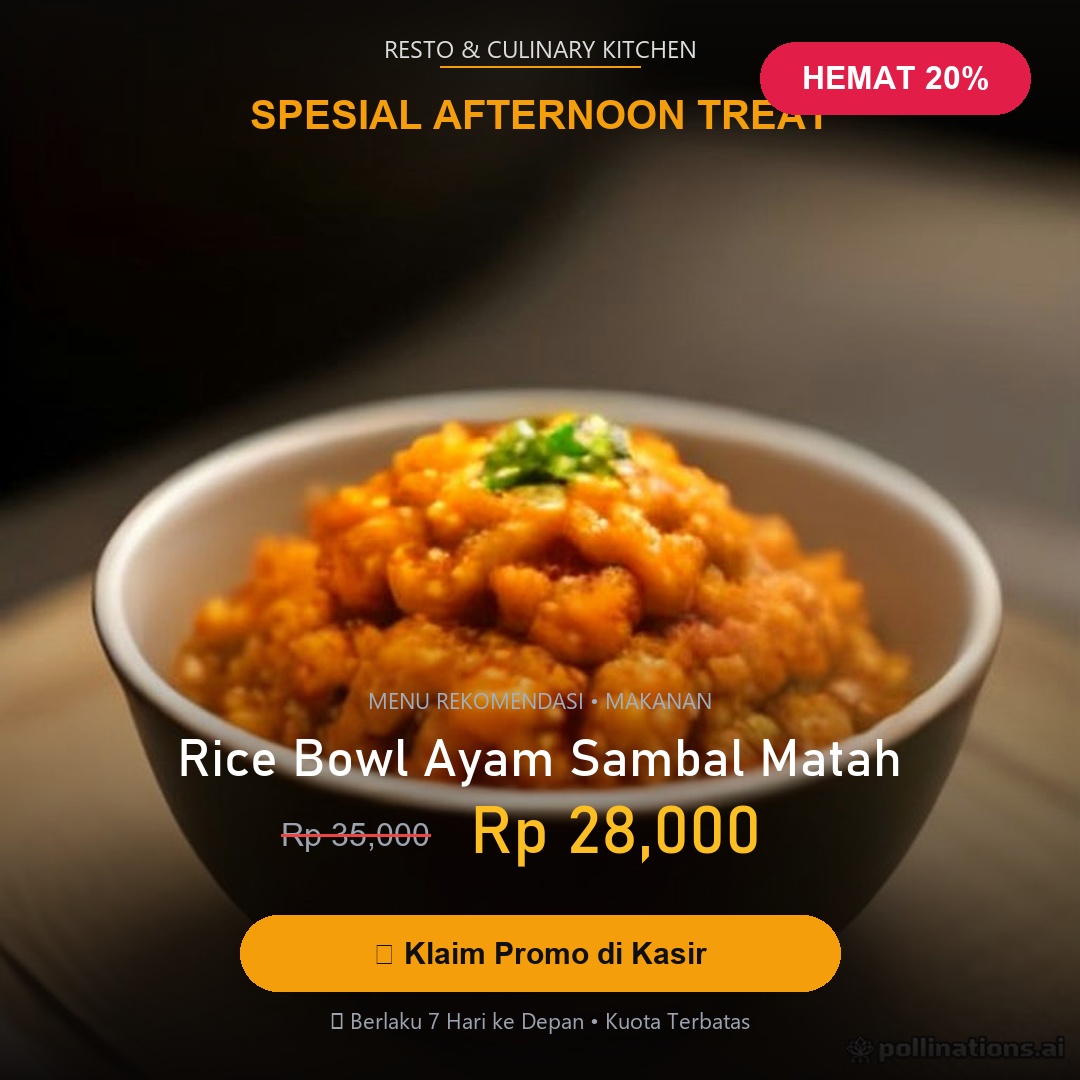 RESTO & CULINARY KITCHEN
HEMAT 20%
SPESIAL AFTERNOON TREAT
MENU REKOMENDASI • MAKANAN
Rice Bowl Ayam Sambal Matah
Rp 35,000 Rp 28,000
Klaim Promo di Kasir
Berlaku 7 Hari ke Depan • Kuota Terbatas
pollinations.ai